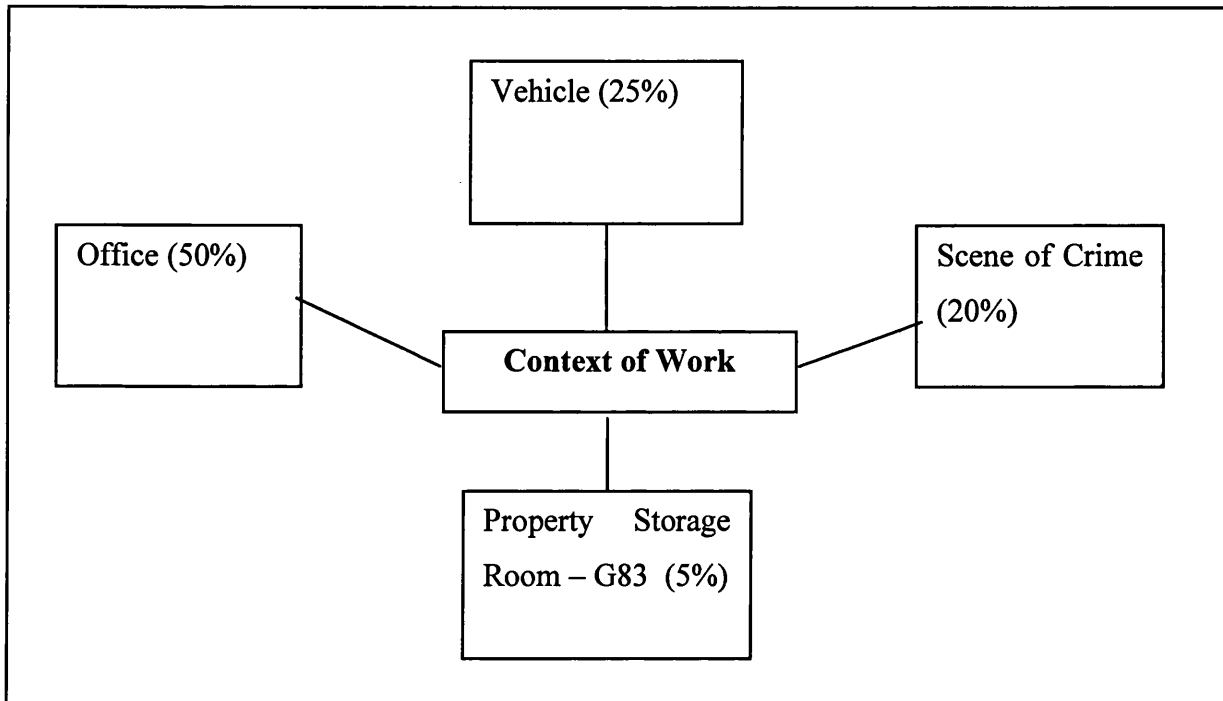 Vehicle (25%)
Office (50%)
Scene of Crime
(20%)
Context of Work
Property Storage
Room – G83 (5%)